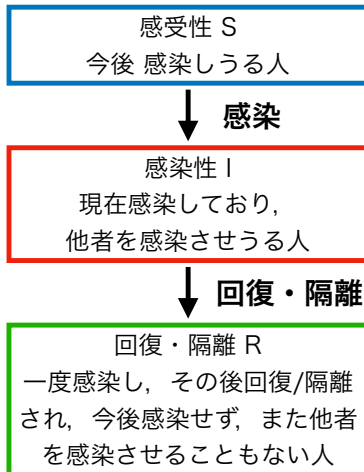 感受性 S
今後 感染しうる人
感染
感染性 I
現在感染しており，
他者を感染させうる人
回復・隔離
回復・隔離 R
一度感染し，その後回復/隔離
され，今後感染せず，また他者
を感染させることもない人